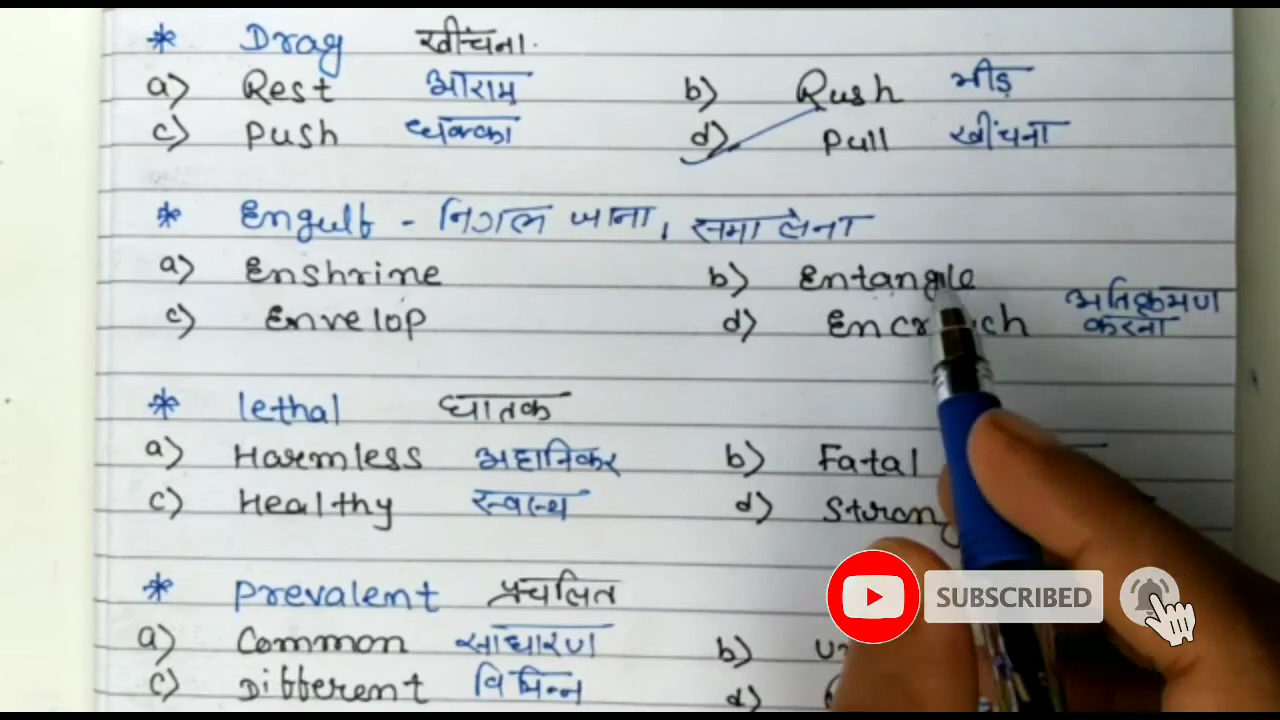 * Drag खींचना.
a) Rest आराम b) Rush भीड़
c) Push धक्का d) Pull खींचना
* Engulf - निगल जाना, समा लेना
a) Enshrine b) Entangle
c) Envelop d) अतिक्रमण करना
* lethal घातक
a) Harmless अहानिकर b) Fatal
c) Healthy स्वस्थ d)
* Prevalent प्रचलित
a) Common साधारण b)
c) Different विभिन्न d)
SUBSCRIBED